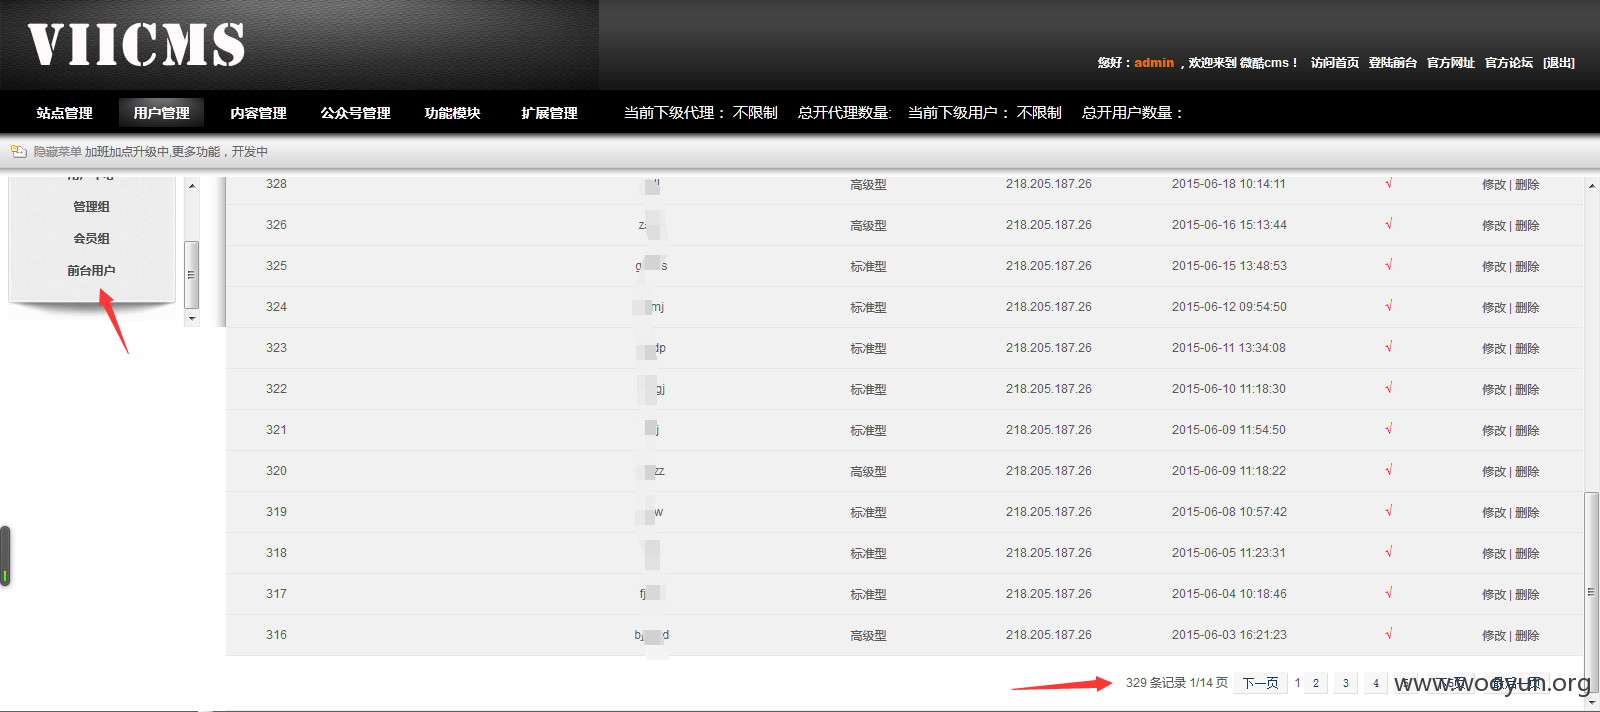 VIICMS
您好：admin ，欢迎来到 微酷cms！ 访问首页 登陆前台 官方网址 官方论坛 [退出]
站点管理 用户管理 内容管理 公众号管理 功能模块 扩展管理 当前下级代理： 不限制 总开代理数量: 当前下级用户： 不限制 总开用户数量：
隐藏菜单 加班加点升级中,更多功能，开发中
管理组
会员组
前台用户
328 高级型 218.205.187.26 2015-06-18 10:14:11 √ 修改 | 删除
326 高级型 218.205.187.26 2015-06-16 15:13:44 √ 修改 | 删除
325 g s 标准型 218.205.187.26 2015-06-15 13:48:53 √ 修改 | 删除
324 mj 标准型 218.205.187.26 2015-06-12 09:54:50 √ 修改 | 删除
323 dp 标准型 218.205.187.26 2015-06-11 13:34:08 √ 修改 | 删除
322 gj 标准型 218.205.187.26 2015-06-10 11:18:30 √ 修改 | 删除
321 j 标准型 218.205.187.26 2015-06-09 11:54:50 √ 修改 | 删除
320 zz 高级型 218.205.187.26 2015-06-09 11:18:22 √ 修改 | 删除
319 w 标准型 218.205.187.26 2015-06-08 10:57:42 √ 修改 | 删除
318 标准型 218.205.187.26 2015-06-05 11:23:31 √ 修改 | 删除
317 fj 标准型 218.205.187.26 2015-06-04 10:18:46 √ 修改 | 删除
316 bj d 高级型 218.205.187.26 2015-06-03 16:21:23 √ 修改 | 删除
329 条记录 1/14 页 下一页 1 2 3 4
www.wooyun.org